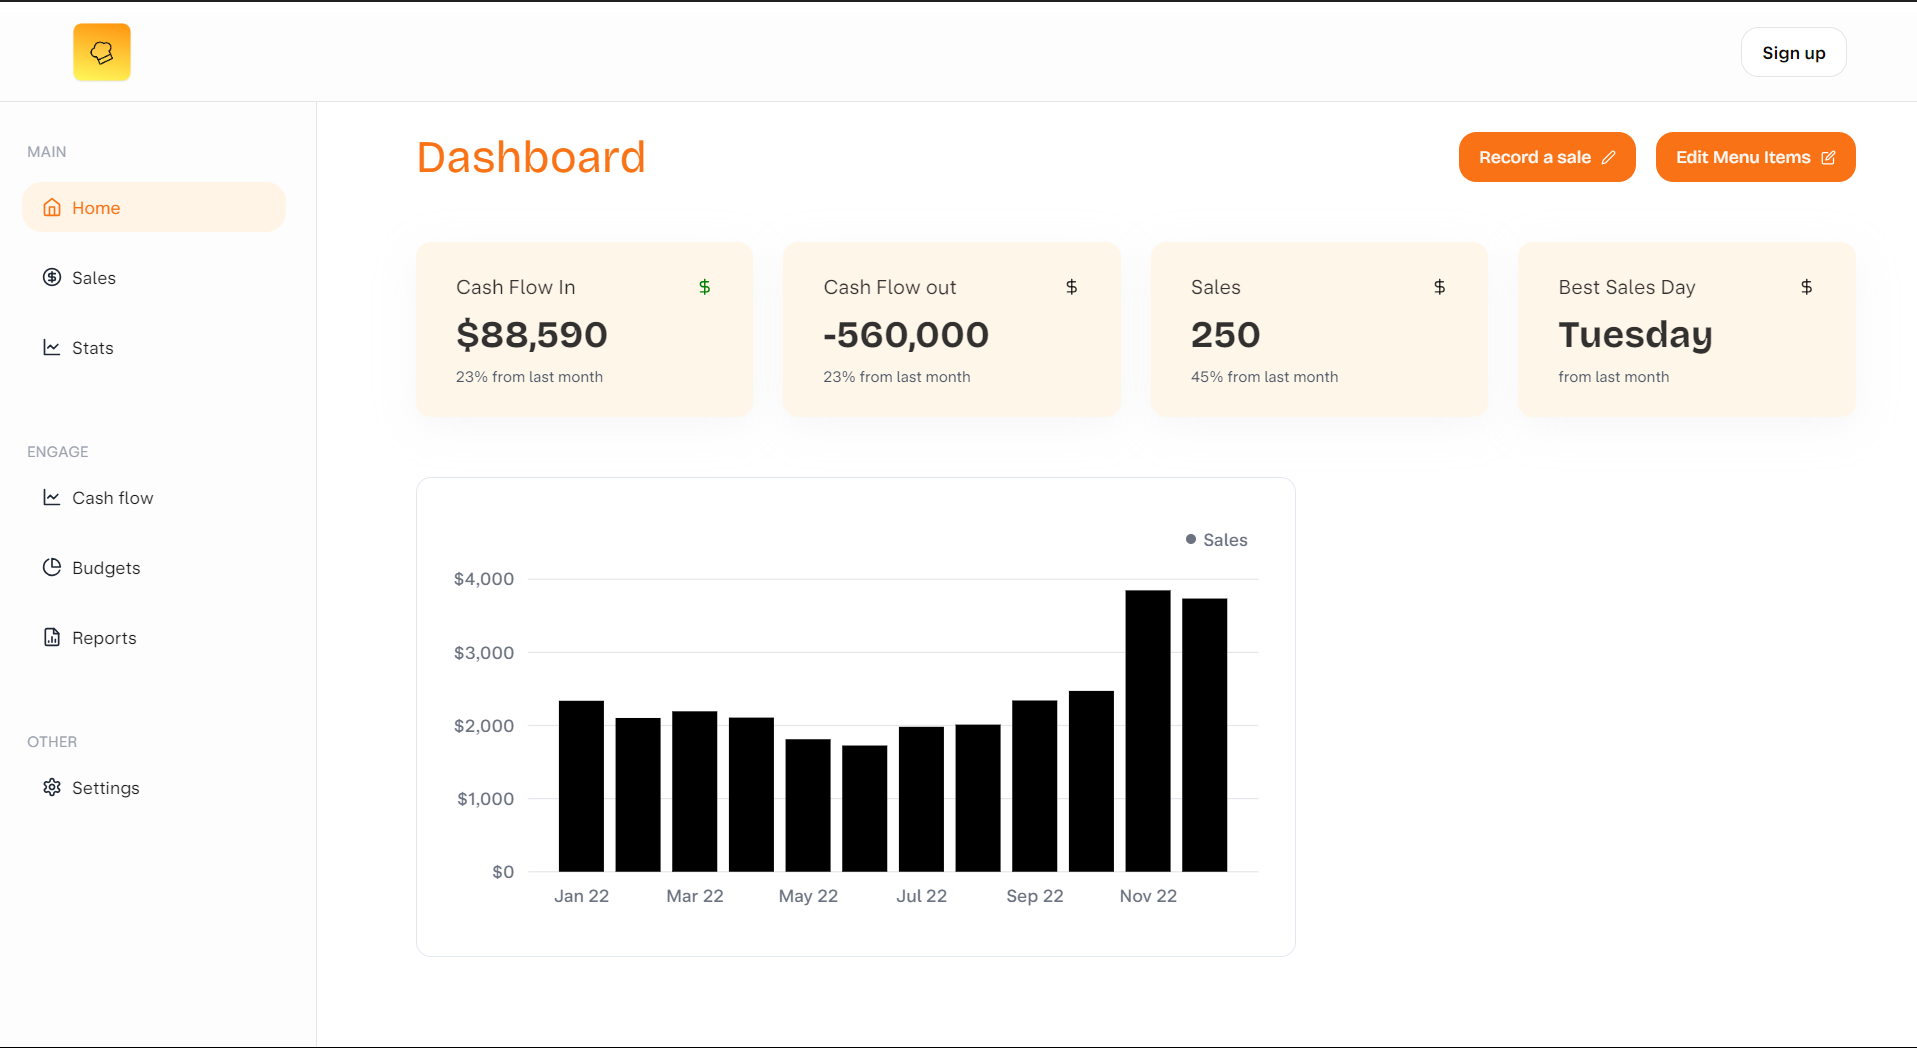 Sign up
MAIN
Home
Sales
Stats
ENGAGE
Cash flow
Budgets
Reports
OTHER
Settings
Dashboard
Record a sale
Edit Menu Items
Cash Flow In $
$88,590
23% from last month
Cash Flow out $
-560,000
23% from last month
Sales $
250
45% from last month
Best Sales Day $
Tuesday
from last month
Sales
$4,000
$3,000
$2,000
$1,000
$0
Jan 22 Mar 22 May 22 Jul 22 Sep 22 Nov 22